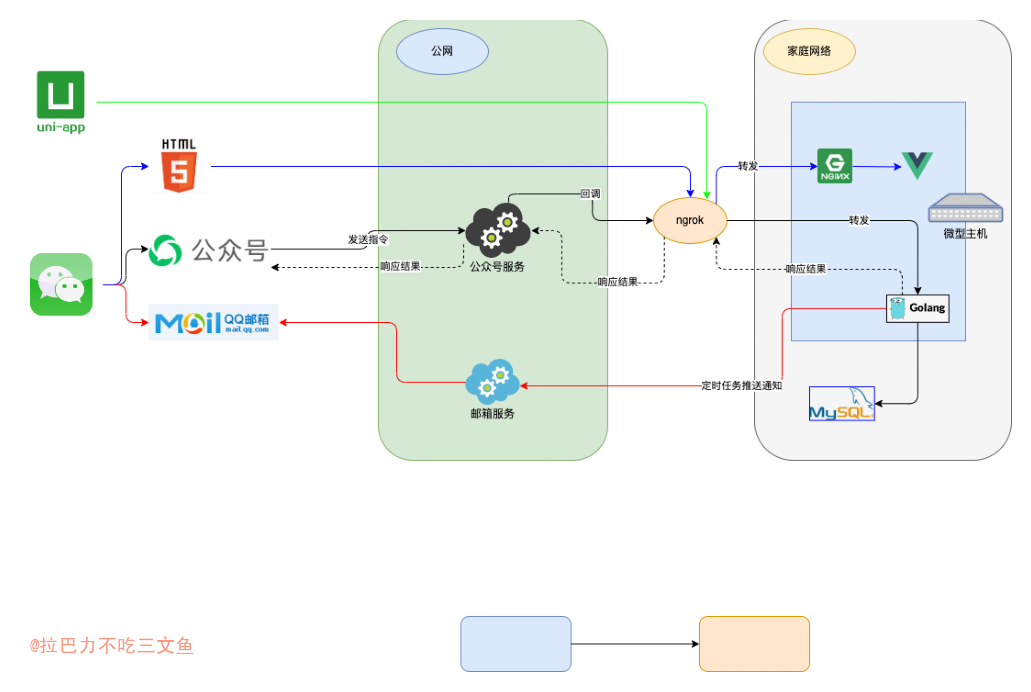 公网
家庭网络
U
uni-app
HTML
5
转发
NGINX
回调
ngrok
转发
微型主机
公众号
发送指令
响应结果
公众号服务
响应结果
响应结果
Golang
Mail QQ邮箱
mail.qq.com
邮箱服务
定时任务推送通知
MySQL
@拉巴力不吃三文鱼